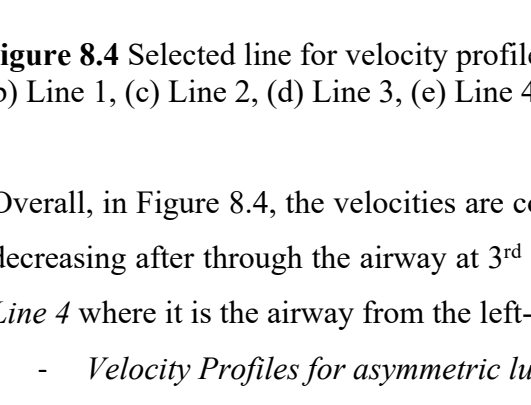 igure 8.4 Selected line for velocity profile
b) Line 1, (c) Line 2, (d) Line 3, (e) Line 4
Overall, in Figure 8.4, the velocities are co
decreasing after through the airway at 3rd
Line 4 where it is the airway from the left-
- Velocity Profiles for asymmetric lu